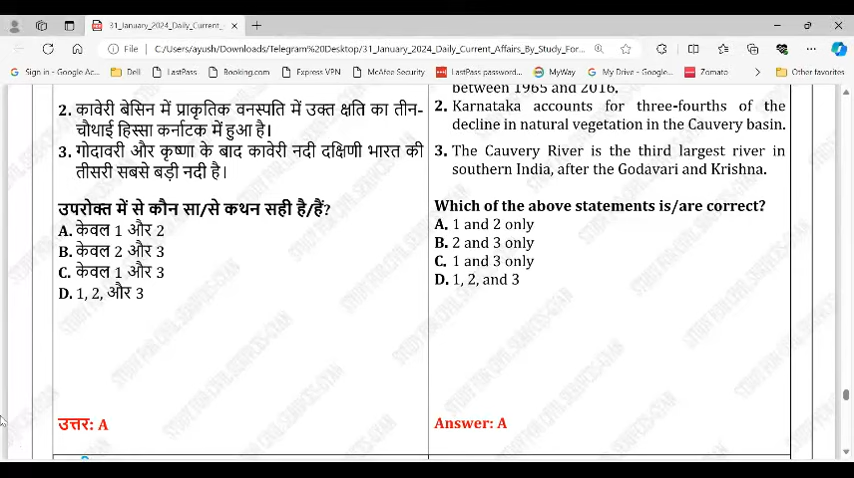 31_January_2024_Daily_Current_
File
C:/Users/ayush/Downloads/Telegram%20Desktop/31_January_2024_Daily_Current_Affairs_By_Study_For...
Sign in - Google Ac...
Dell
LastPass
Booking.com
Express VPN
McAfee Security
LastPass password...
MyWay
My Drive - Google...
Zomato
Other favorites
2. कावेरी बेसिन में प्राकृतिक वनस्पति में उक्त क्षति का तीन-
चौथाई हिस्सा कर्नाटक में हुआ है।
3. गोदावरी और कृष्णा के बाद कावेरी नदी दक्षिणी भारत की
तीसरी सबसे बड़ी नदी है।
उपरोक्त में से कौन सा/से कथन सही है/हैं?
A. केवल 1 और 2
B. केवल 2 और 3
C. केवल 1 और 3
D. 1, 2, और 3
उत्तर: A
between 1965 and 2016.
2. Karnataka accounts for three-fourths of the
decline in natural vegetation in the Cauvery basin.
3. The Cauvery River is the third largest river in
southern India, after the Godavari and Krishna.
Which of the above statements is/are correct?
A. 1 and 2 only
B. 2 and 3 only
C. 1 and 3 only
D. 1, 2, and 3
Answer: A
STUDY FOR CIVIL SERVICES-GYAN